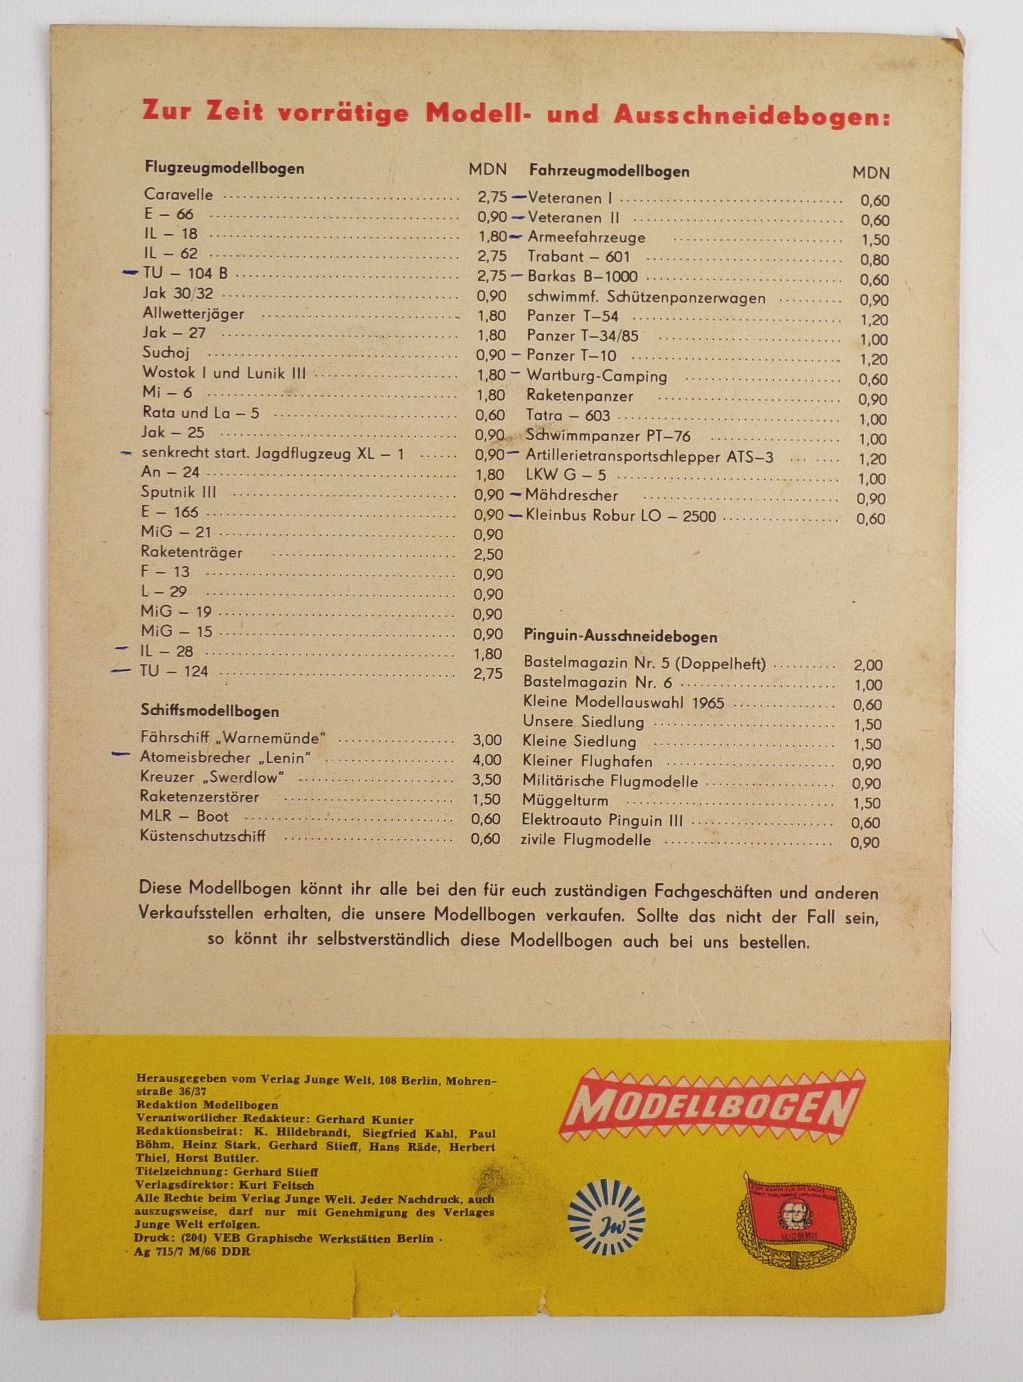 Zur Zeit vorrätige Modell- und Ausschneidebogen:
Flugzeugmodellbogen MDN
Caravelle 2,75
E – 66 0,90
IL – 18 1,80
IL – 62 2,75
TU – 104 B 2,75
Jak 30/32 0,90
Allwetterjäger 1,80
Jak – 27 1,80
Suchoj 0,90
Wostok I und Lunik III 1,80
Mi – 6 1,80
Rata und La – 5 0,60
Jak – 25 0,90
senkrecht start. Jagdflugzeug XL – 1 0,90
An – 24 1,80
Sputnik III 0,90
E – 166 0,90
MiG – 21 0,90
Raketenträger 2,50
F – 13 0,90
L – 29 0,90
MiG – 19 0,90
MiG – 15 0,90
IL – 28 1,80
TU – 124 2,75
Schiffsmodellbogen
Fährschiff „Warnemünde“ 3,00
Atomeisbrecher „Lenin“ 4,00
Kreuzer „Swerdlow“ 3,50
Raketenzerstörer 1,50
MLR – Boot 0,60
Küstenschutzschiff 0,60
Fahrzeugmodellbogen MDN
Veteranen I 0,60
Veteranen II 0,60
Armeefahrzeuge 1,50
Trabant – 601 0,80
Barkas B–1000 0,60
schwimmf. Schützenpanzerwagen 0,90
Panzer T–54 1,20
Panzer T–34/85 1,00
Panzer T–10 1,20
Wartburg-Camping 0,60
Raketenpanzer 0,90
Tatra – 603 1,00
Schwimmpanzer PT–76 1,00
Artillerietransportschlepper ATS–3 1,20
LKW G – 5 1,00
Mähdrescher 0,90
Kleinbus Robur LO – 2500 0,60
Pinguin-Ausschneidebogen
Bastelmagazin Nr. 5 (Doppelheft) 2,00
Bastelmagazin Nr. 6 1,00
Kleine Modellauswahl 1965 0,60
Unsere Siedlung 1,50
Kleine Siedlung 1,50
Kleiner Flughafen 0,90
Militärische Flugmodelle 0,90
Müggelturm 1,50
Elektroauto Pinguin III 0,60
zivile Flugmodelle 0,90
Diese Modellbogen könnt ihr alle bei den für euch zuständigen Fachgeschäften und anderen
Verkaufsstellen erhalten, die unsere Modellbogen verkaufen. Sollte das nicht der Fall sein,
so könnt ihr selbstverständlich diese Modellbogen auch bei uns bestellen.
Herausgegeben vom Verlag Junge Welt, 108 Berlin, Mohren-
straße 36/37
Redaktion Modellbogen
Verantwortlicher Redakteur: Gerhard Kunter
Redaktionsbeirat: K. Hildebrandt, Siegfried Kahl, Paul
Böhm, Heinz Stark, Gerhard Stieff, Hans Räde, Herbert
Thiel, Horst Buttler.
Titelzeichnung: Gerhard Stieff
Verlagsdirektor: Kurt Feitsch
Alle Rechte beim Verlag Junge Welt. Jeder Nachdruck, auch
auszugsweise, darf nur mit Genehmigung des Verlages
Junge Welt erfolgen.
Druck: (204) VEB Graphische Werkstätten Berlin ·
· Ag 715/7 M/66 DDR
MODELLBOGEN
Jw
SEID BEREIT